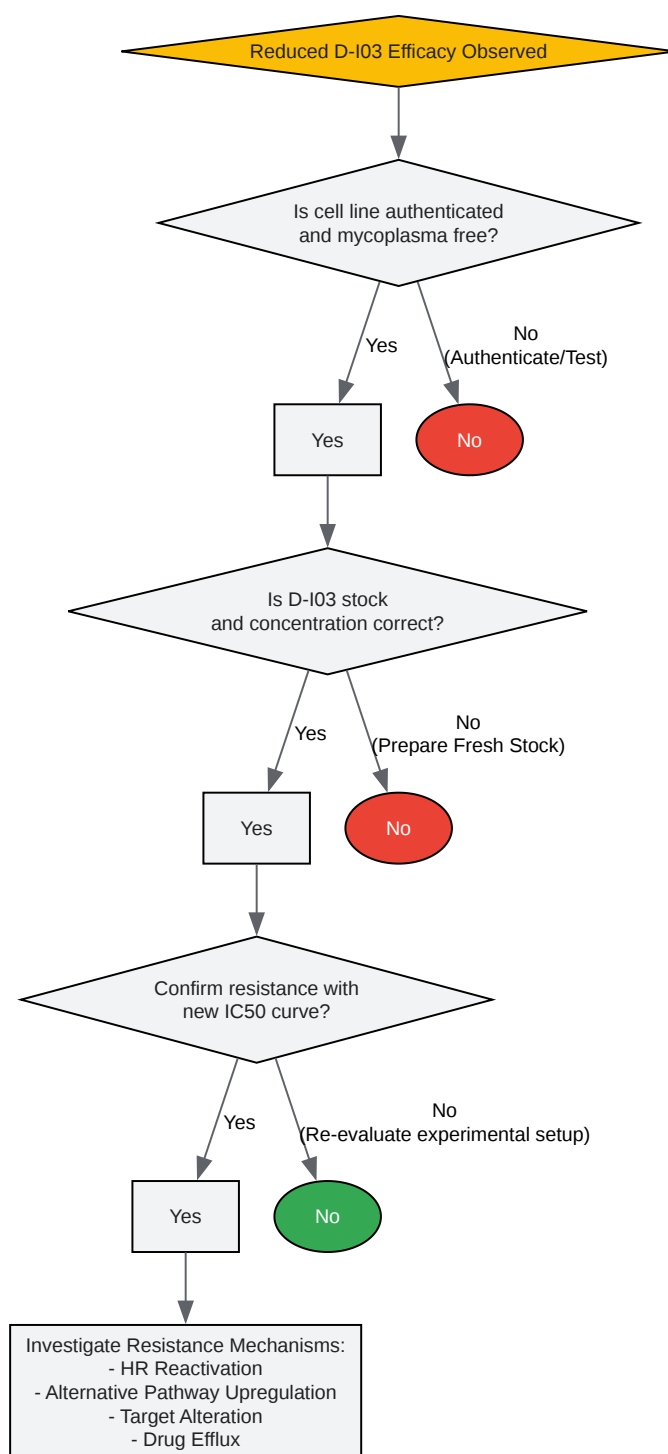 Reduced D-I03 Efficacy Observed
Is cell line authenticated
and mycoplasma free?
Yes
No
(Authenticate/Test)
Yes
No
Is D-I03 stock
and concentration correct?
Yes
No
(Prepare Fresh Stock)
Yes
No
Confirm resistance with
new IC50 curve?
Yes
No
(Re-evaluate experimental setup)
Yes
No
Investigate Resistance Mechanisms:
- HR Reactivation
- Alternative Pathway Upregulation
- Target Alteration
- Drug Efflux